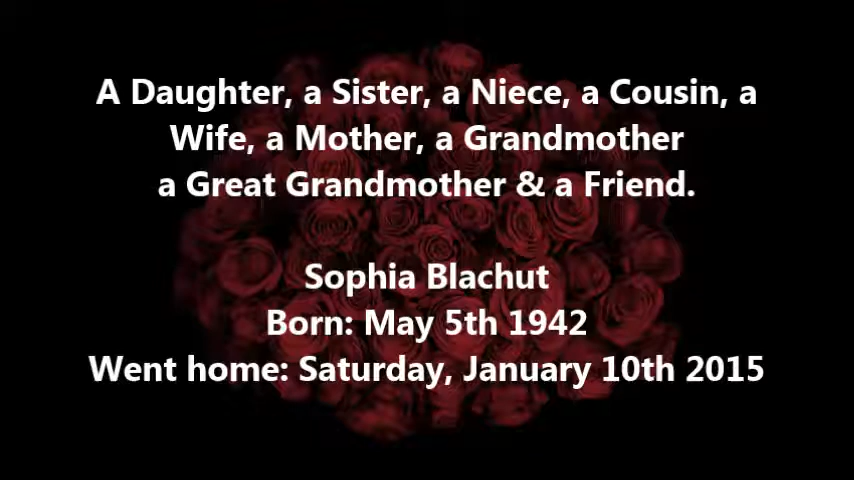 A Daughter, a Sister, a Niece, a Cousin, a
Wife, a Mother, a Grandmother
a Great Grandmother & a Friend.
Sophia Blachut
Born: May 5th 1942
Went home: Saturday, January 10th 2015